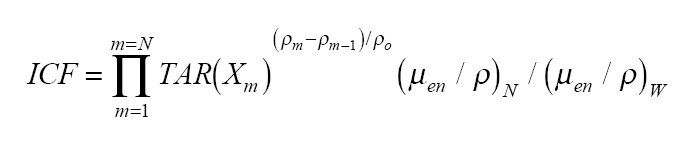 ICF = ∏_{m=1}^{m=N} TAR(X_m)^{(ρ_m−ρ_{m−1})/ρ_o} (μ_en / ρ)_N / (μ_en / ρ)_W